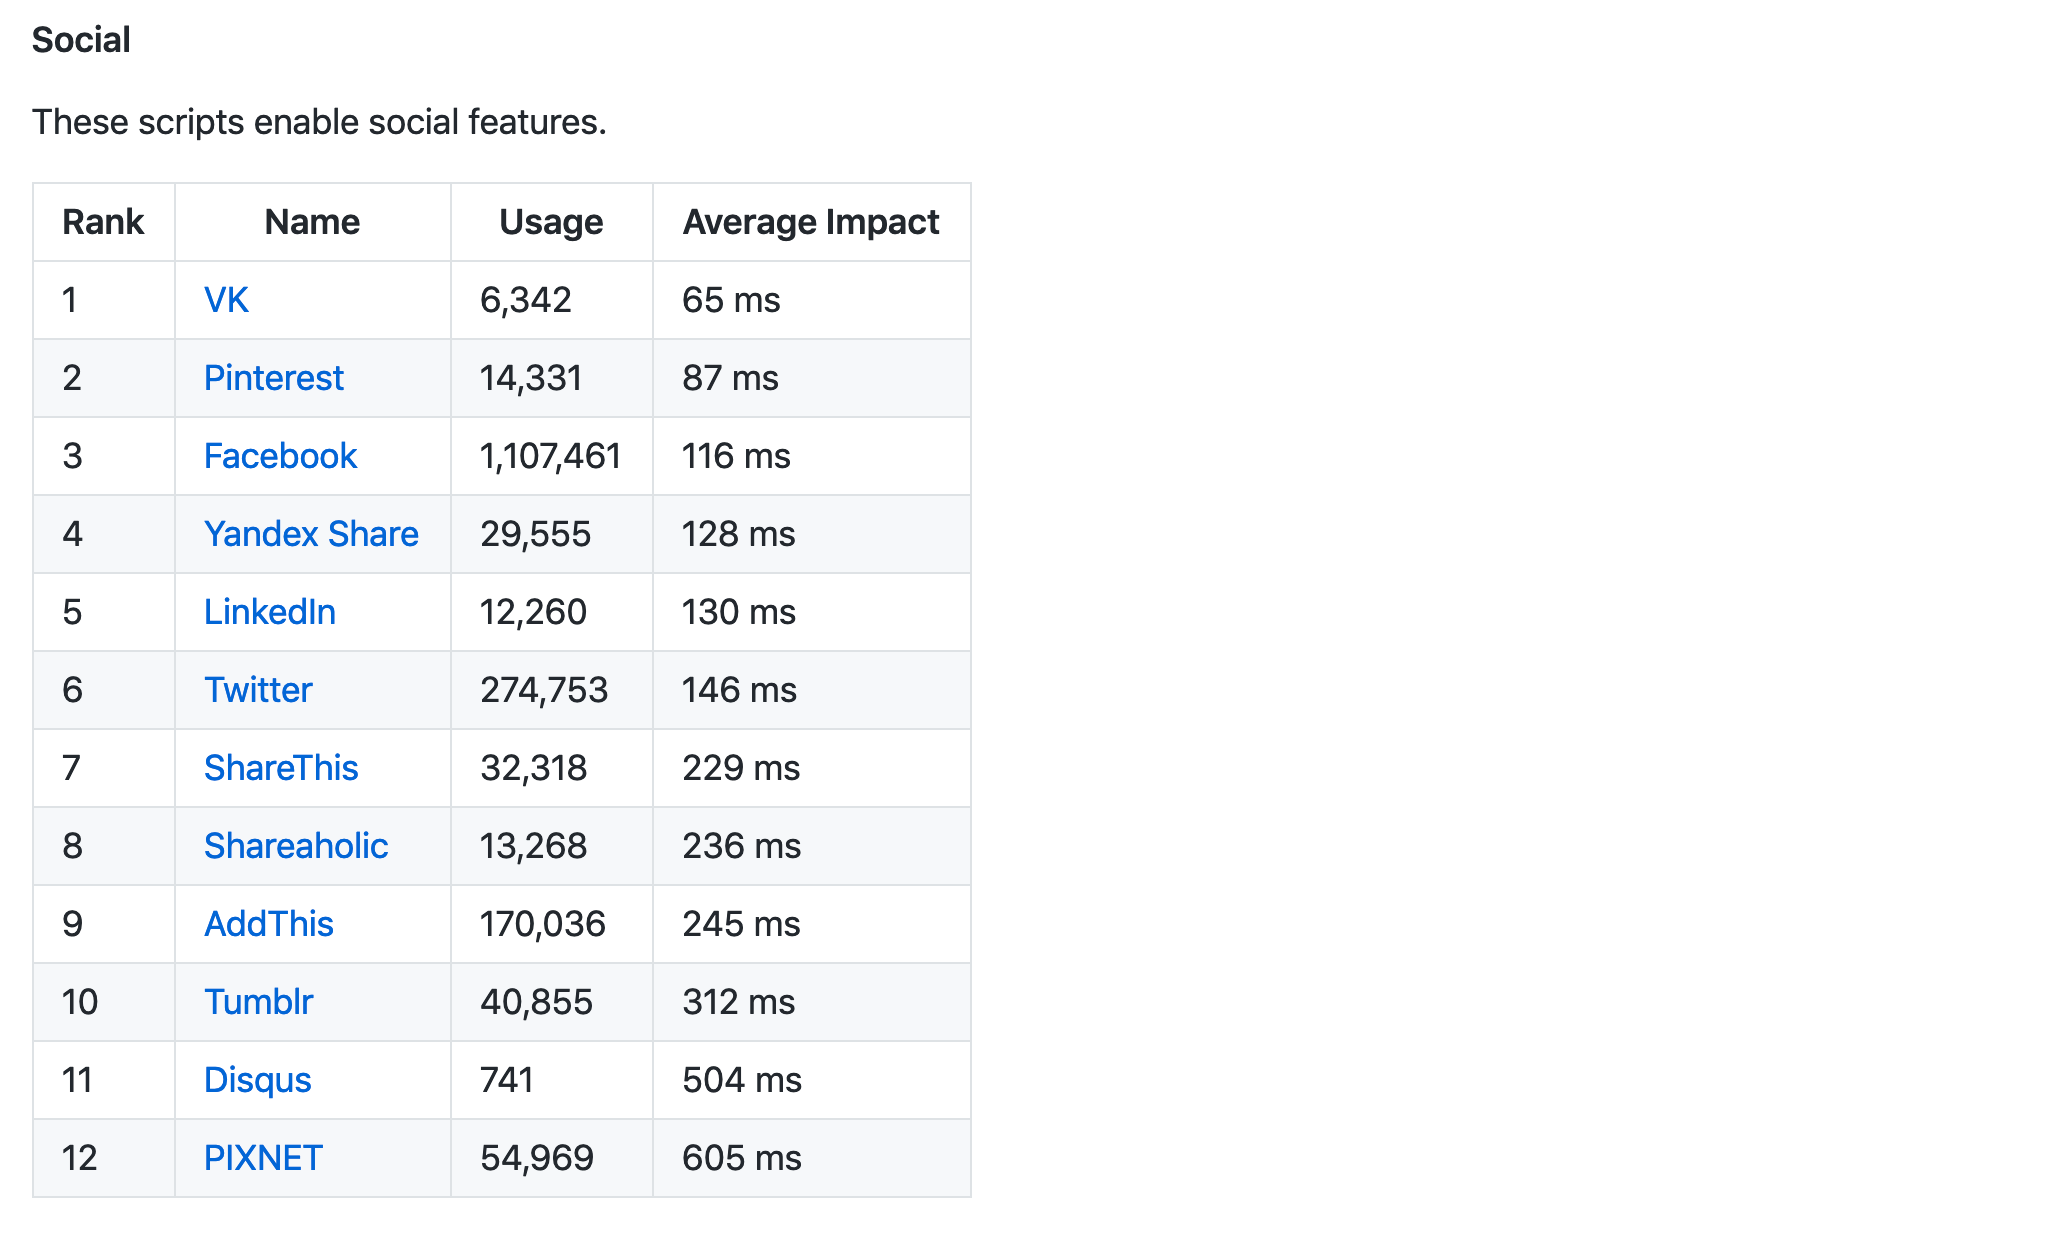 Social
These scripts enable social features.
Rank Name Usage Average Impact
1 VK 6,342 65 ms
2 Pinterest 14,331 87 ms
3 Facebook 1,107,461 116 ms
4 Yandex Share 29,555 128 ms
5 LinkedIn 12,260 130 ms
6 Twitter 274,753 146 ms
7 ShareThis 32,318 229 ms
8 Shareaholic 13,268 236 ms
9 AddThis 170,036 245 ms
10 Tumblr 40,855 312 ms
11 Disqus 741 504 ms
12 PIXNET 54,969 605 ms